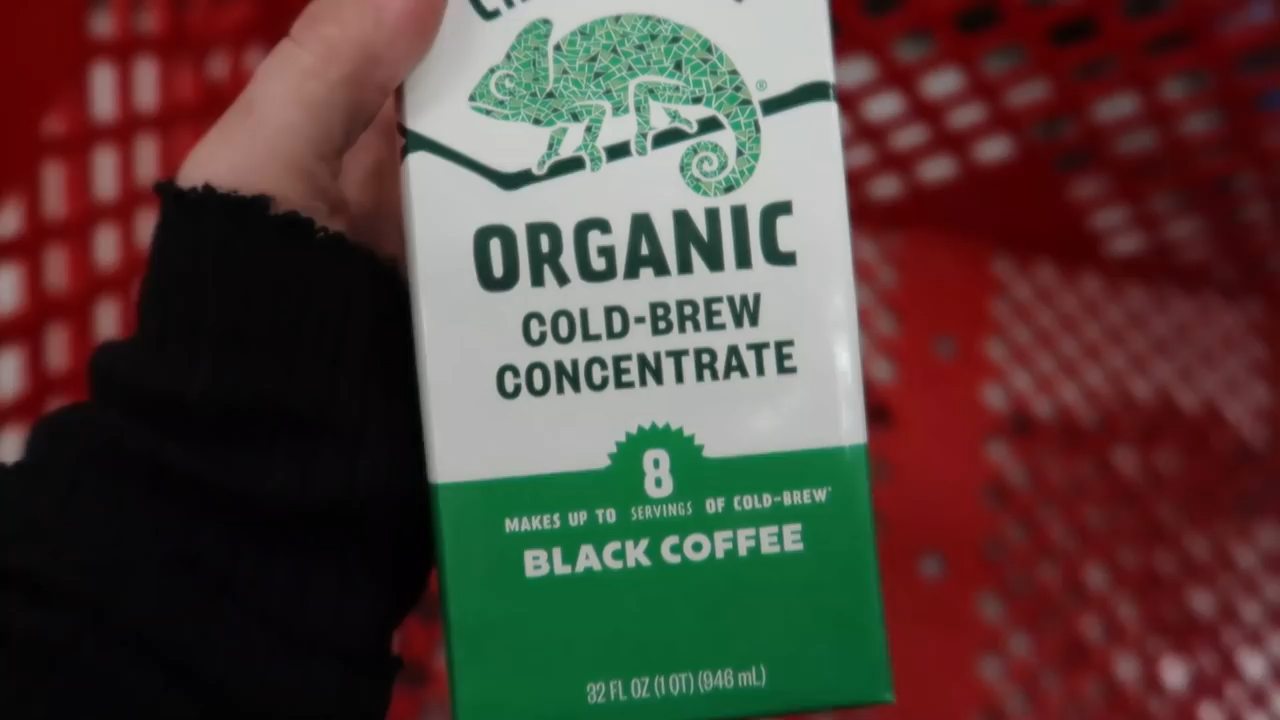 ®
ORGANIC
COLD-BREW
CONCENTRATE
8
MAKES UP TO SERVINGS OF COLD-BREW*
BLACK COFFEE
32 FL OZ (1 QT) (946 mL)